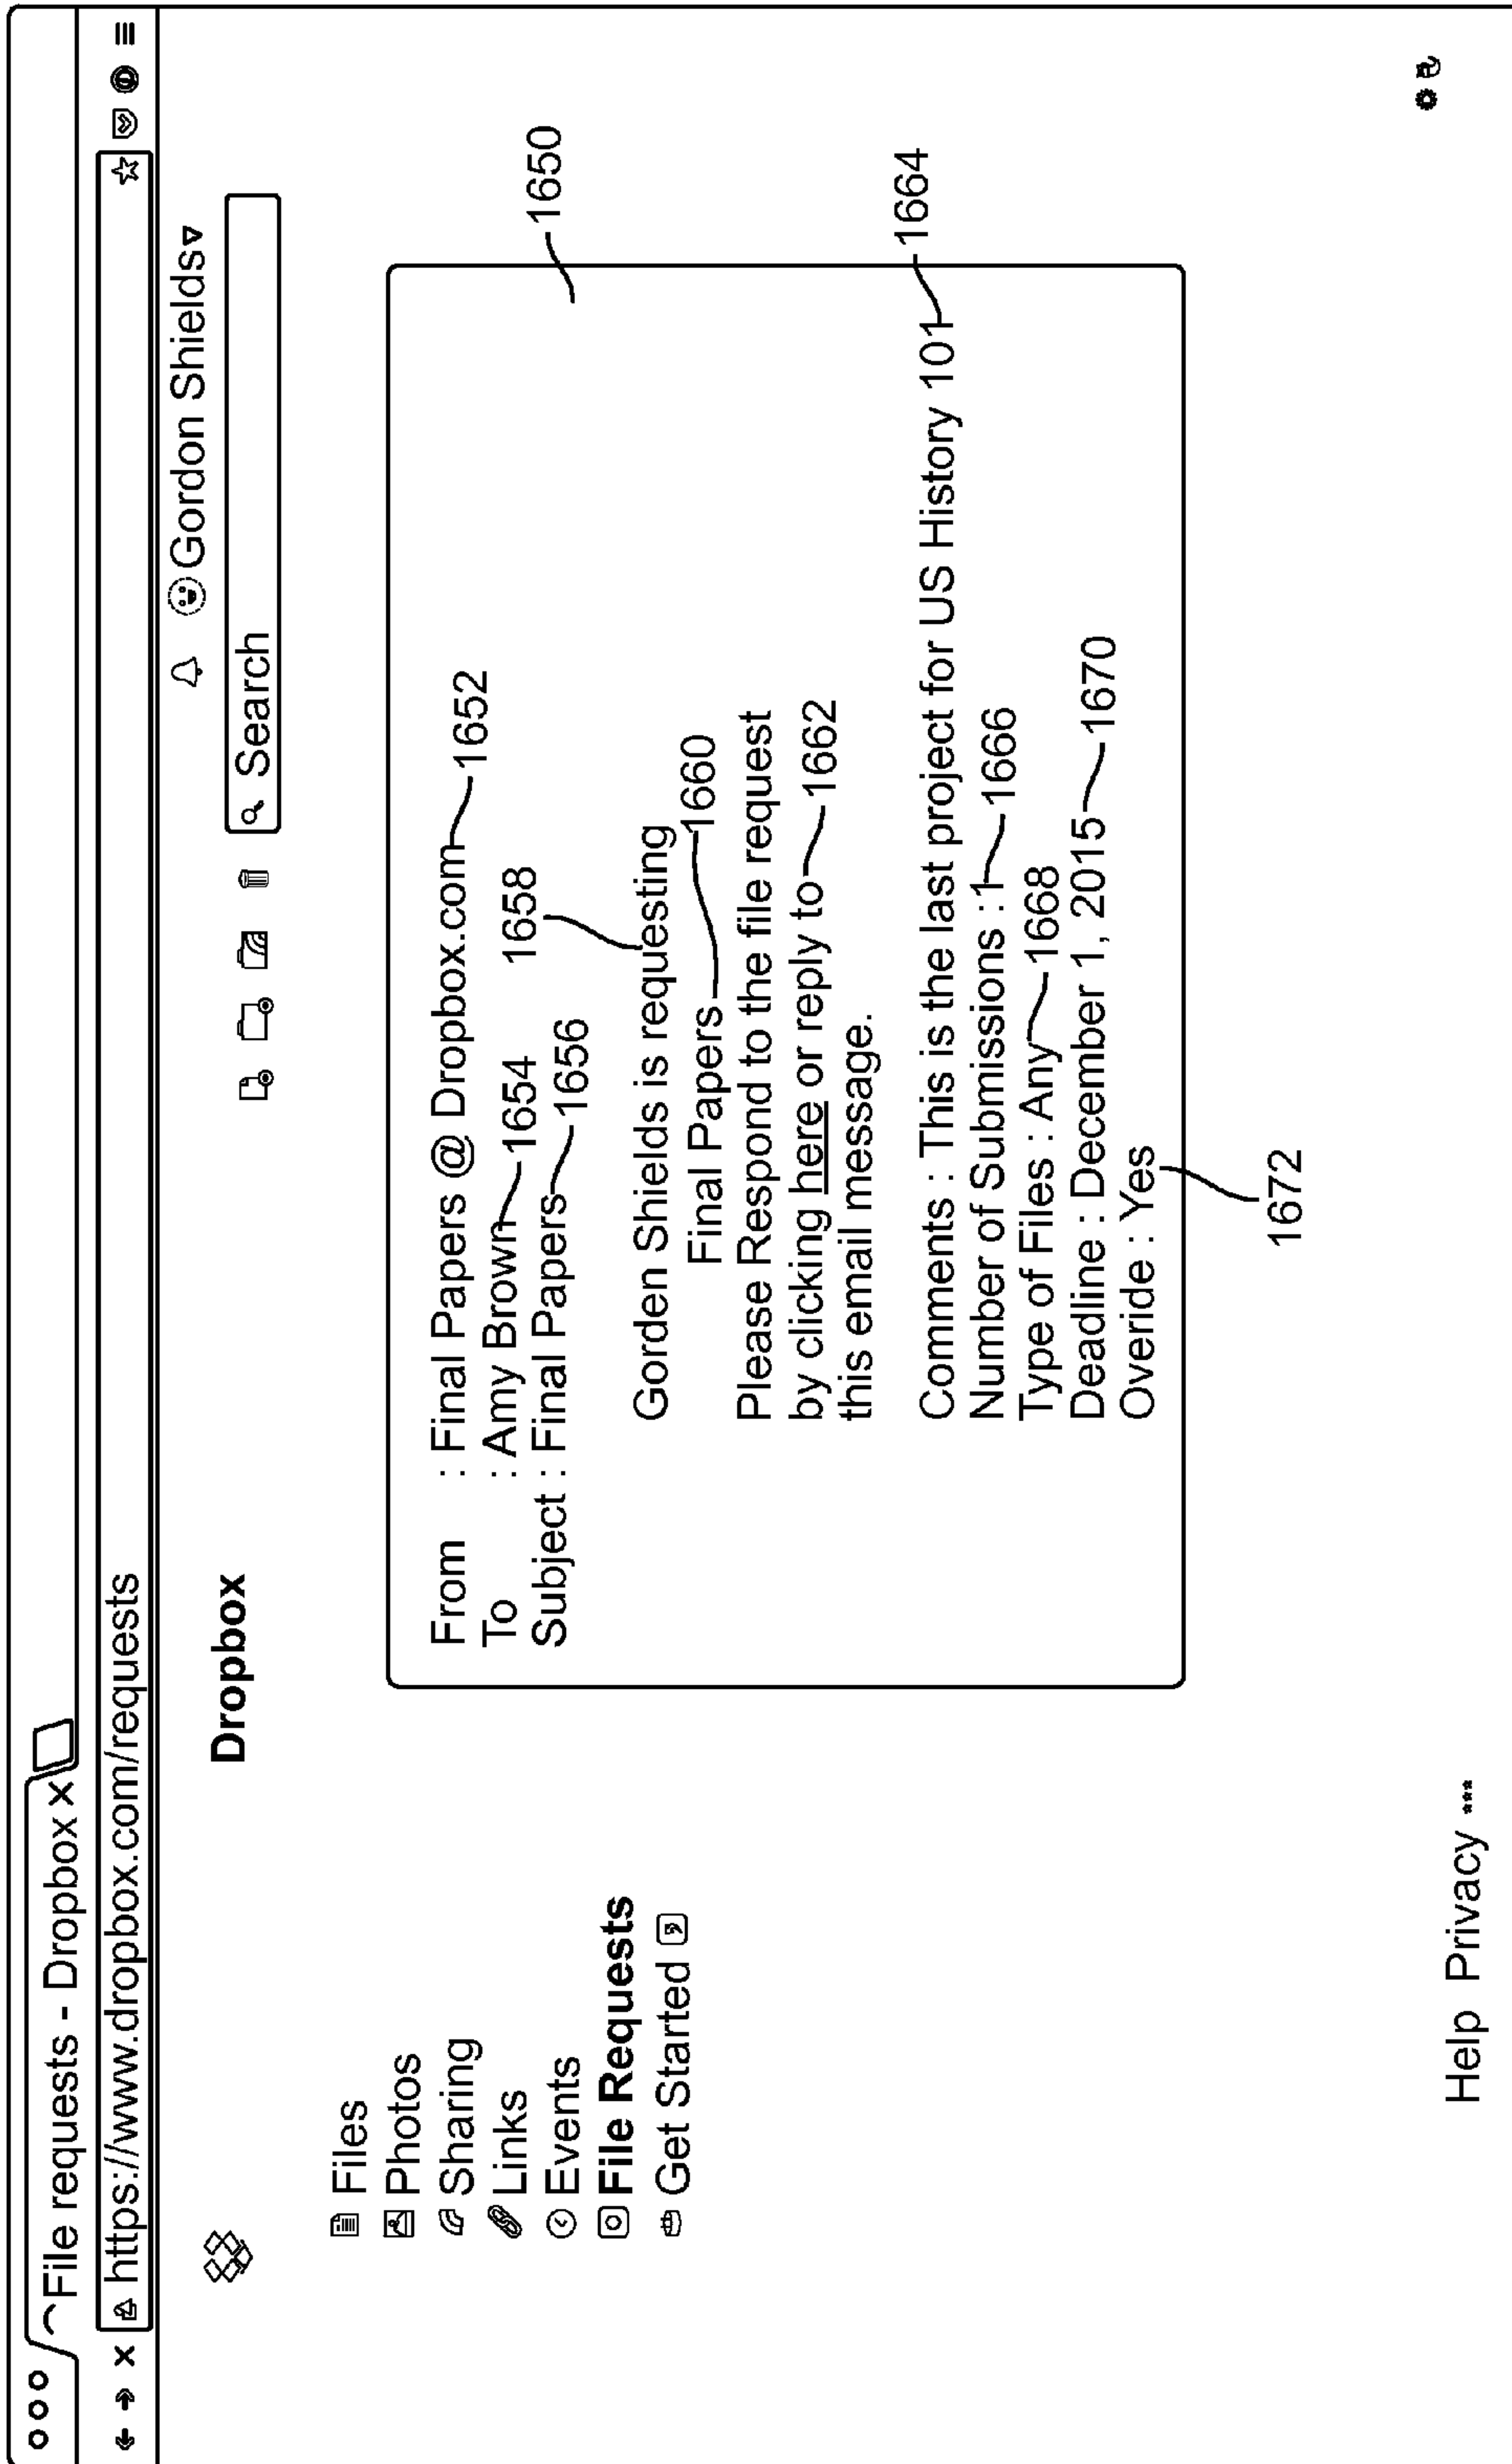 File requests - Dropbox X
https://www.dropbox.com/requests
Gordon Shields
Dropbox
Search
Files
Photos
Sharing
Links
Events
File Requests
Get Started
From : Final Papers @ Dropbox.com 1652
To : Amy Brown 1654
Subject : Final Papers 1656
1658
1650
Gorden Shields is requesting
Final Papers 1660
Please Respond to the file request
by clicking here or reply to 1662
this email message.
Comments : This is the last project for US History 101 1664
Number of Submissions :1 1666
Type of Files : Any 1668
Deadline : December 1, 2015 1670
Overide : Yes
1672
Help Privacy ***